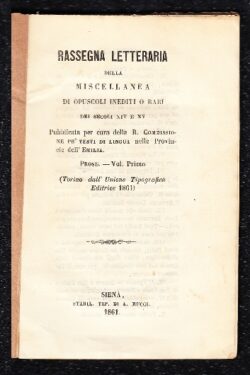 RASSEGNA LETTERARIA
DELLA
MISCELLANEA
DI OPUSCOLI INEDITI O RARI
DEI SECOLI XIV E XV
Pubblicata per cura della R. COMMISSIO-
NE PE' TESTI DI LINGUA nelle Provin-
cie dell' EMILIA.
PROSE. — Vol. Primo
(Torino dall' Unione Tipografico
Editrice 1861)
SIENA,
STABIL. TIP. DI A. MUCCI.
1861.